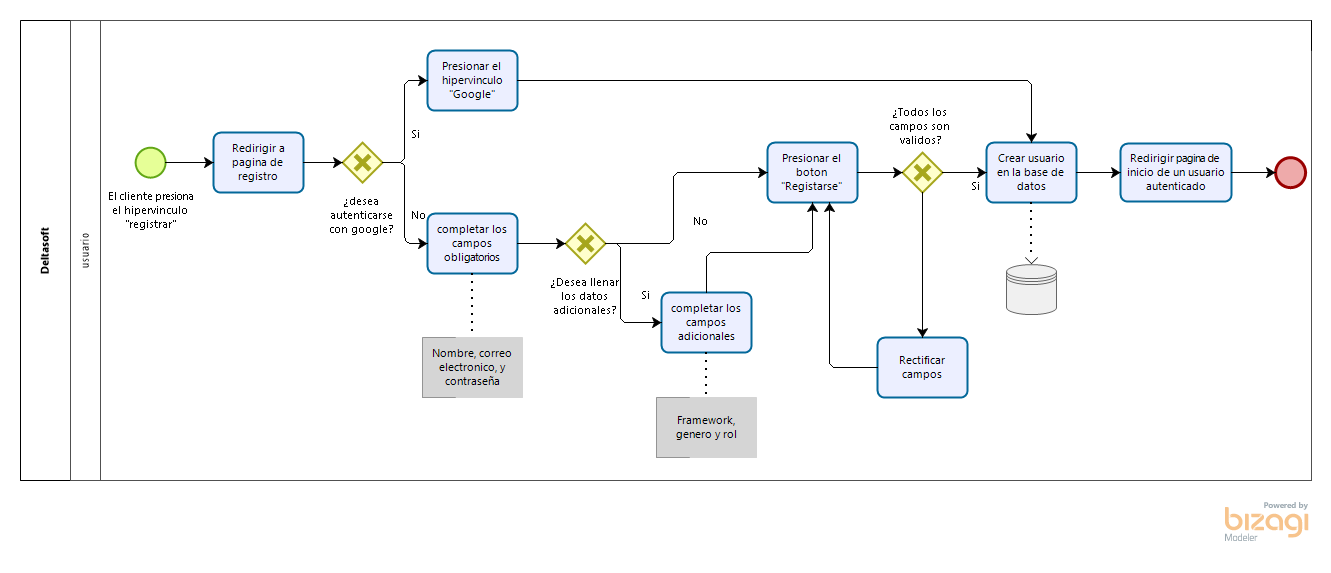 Deltasoft
usuario
El cliente presiona
el hipervinculo
"registrar"
Redirigir a
pagina de
registro
¿desea
autenticarse
con google?
Si
Presionar el
hipervinculo
"Google"
No
completar los
campos
obligatorios
Nombre, correo
electronico, y
contraseña
¿Desea llenar
los datos
adicionales?
No
Si
completar los
campos
adicionales
Framework,
genero y rol
Presionar el
boton
"Registarse"
¿Todos los
campos son
validos?
Si
Rectificar
campos
Crear usuario
en la base de
datos
Redirigir pagina de
inicio de un usuario
autenticado
Powered by
bizagi
Modeler